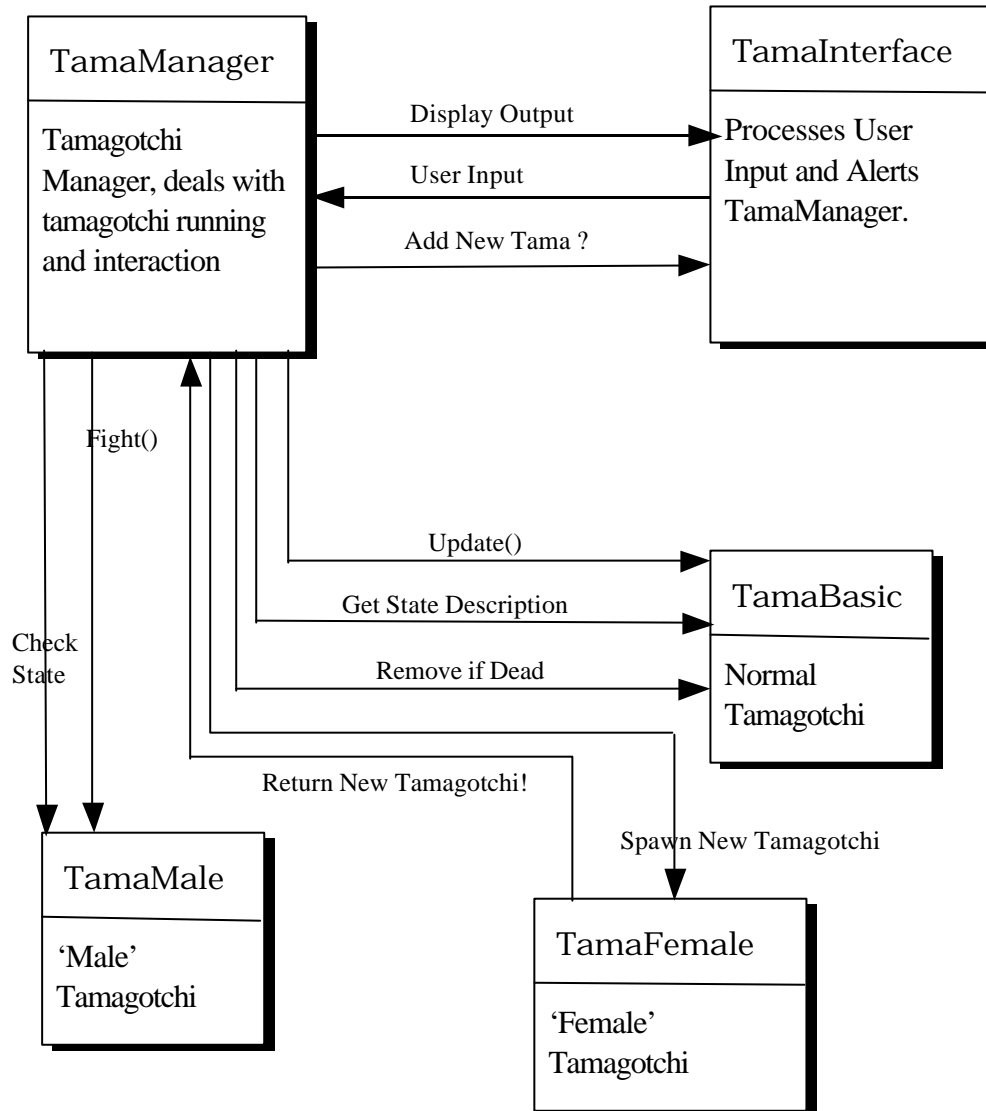 TamaManager
Tamagotchi
Manager, deals with
tamagotchi running
and interaction
TamaInterface
Processes User
Input and Alerts
TamaManager.
Display Output
User Input
Add New Tama ?
Fight()
Check
State
Update()
Get State Description
Remove if Dead
Return New Tamagotchi!
Spawn New Tamagotchi
TamaBasic
Normal
Tamagotchi
TamaMale
‘Male’
Tamagotchi
TamaFemale
‘Female’
Tamagotchi